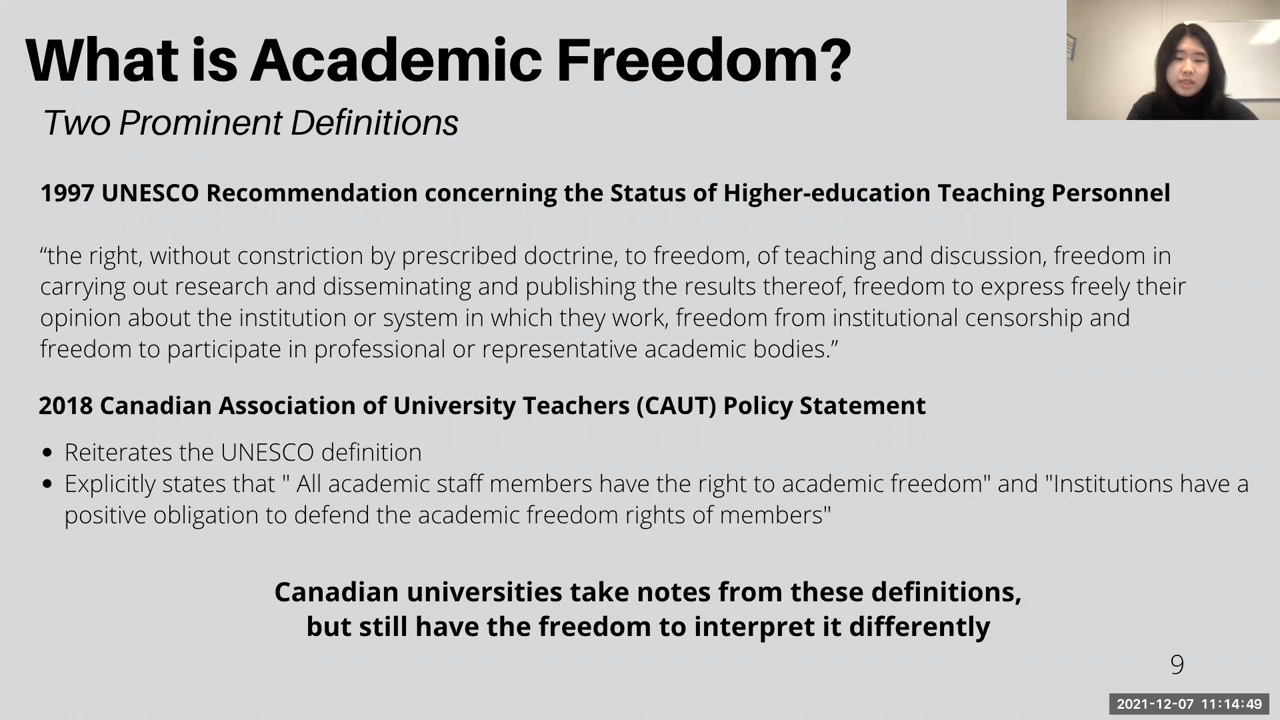 What is Academic Freedom?
Two Prominent Definitions
1997 UNESCO Recommendation concerning the Status of Higher-education Teaching Personnel
“the right, without constriction by prescribed doctrine, to freedom, of teaching and discussion, freedom in
carrying out research and disseminating and publishing the results thereof, freedom to express freely their
opinion about the institution or system in which they work, freedom from institutional censorship and
freedom to participate in professional or representative academic bodies.”
2018 Canadian Association of University Teachers (CAUT) Policy Statement
• Reiterates the UNESCO definition
• Explicitly states that " All academic staff members have the right to academic freedom" and "Institutions have a
positive obligation to defend the academic freedom rights of members"
Canadian universities take notes from these definitions,
but still have the freedom to interpret it differently
9
2021-12-07 11:14:49